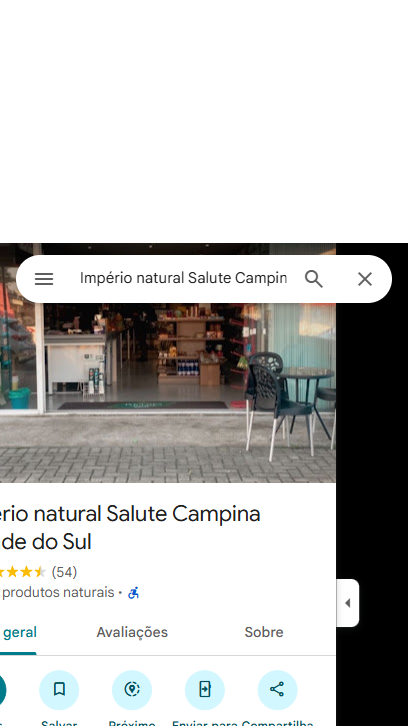 Império natural Salute Campin
ério natural Salute Campina
de do Sul
(54)
produtos naturais •
geral
Avaliações
Sobre
Salvar
Próximo
Enviar para
Compartilha